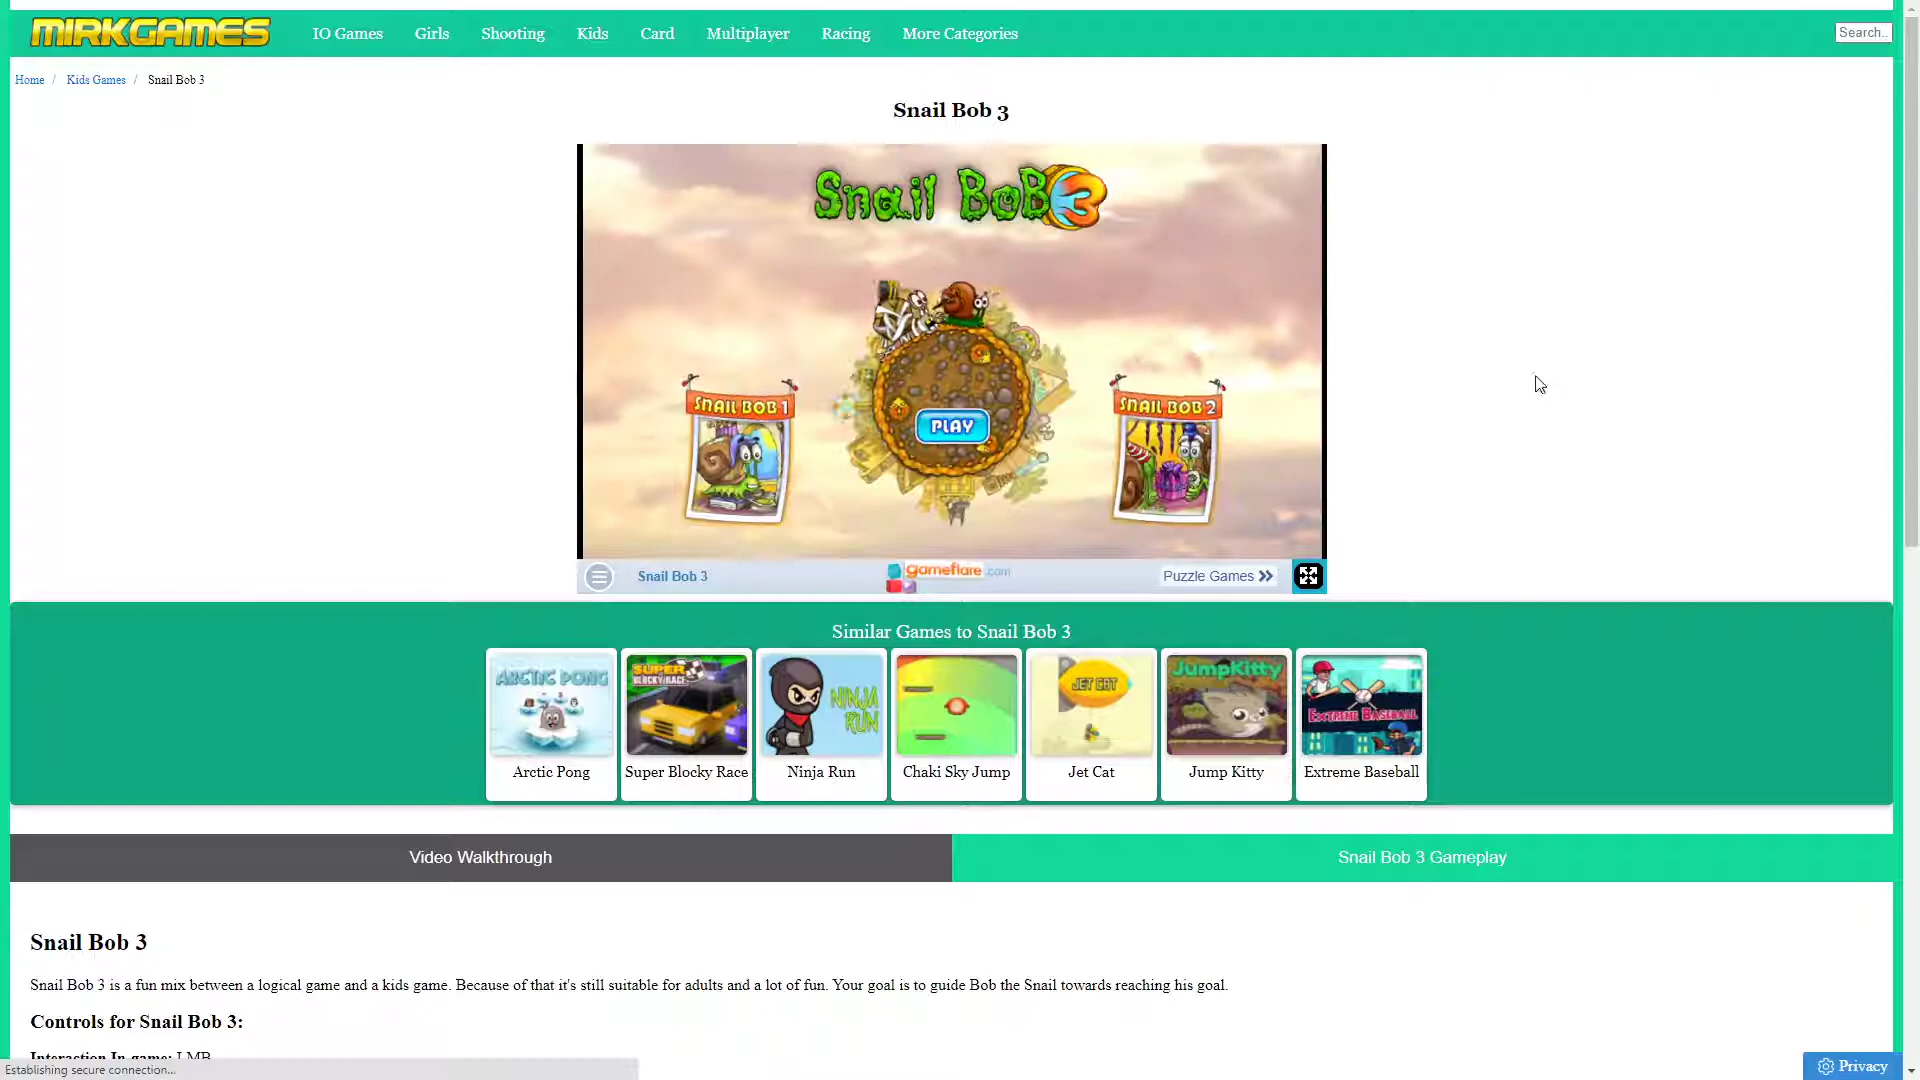 MIRKGAMES
IO Games Girls Shooting Kids Card Multiplayer Racing More Categories
Search..
Home / Kids Games / Snail Bob 3
Snail Bob 3
Snail BoB 3
SNAIL BOB 1
PLAY
SNAIL BOB 2
Snail Bob 3
gameflare.com
Puzzle Games
Similar Games to Snail Bob 3
ARCTIC PONG
SUPER BLOCKY RACE
NINJA RUN
JET CAT
JumpKitty
EXTREME BASEBALL
Arctic Pong
Super Blocky Race
Ninja Run
Chaki Sky Jump
Jet Cat
Jump Kitty
Extreme Baseball
Video Walkthrough
Snail Bob 3 Gameplay
Snail Bob 3
Snail Bob 3 is a fun mix between a logical game and a kids game. Because of that it's still suitable for adults and a lot of fun. Your goal is to guide Bob the Snail towards reaching his goal.
Controls for Snail Bob 3:
Interaction In-game: LMB
Establishing secure connection...
Privacy